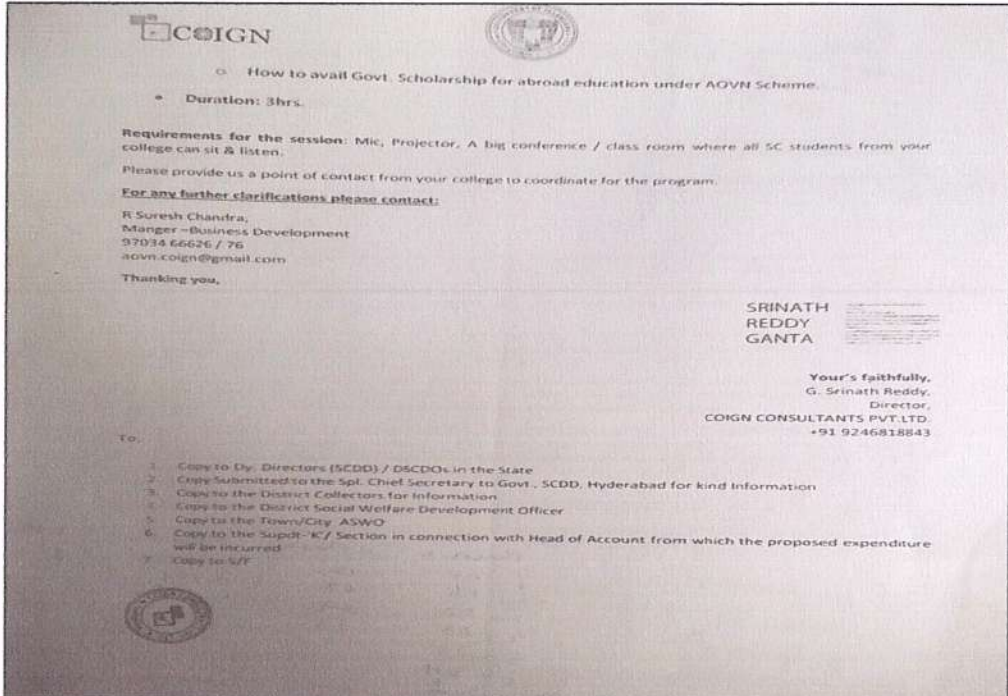 COIGN
○ How to avail Govt. Scholarship for abroad education under AOVN Scheme.
• Duration: 3hrs.
Requirements for the session: Mic, Projector, A big conference / class room where all SC students from your
college can sit & listen.
Please provide us a point of contact from your college to coordinate for the program.
For any further clarifications please contact:
R Suresh Chandra,
Manger –Business Development
97034 66626 / 76
aovn.coign@gmail.com
Thanking you,
SRINATH
REDDY
GANTA
Your's faithfully,
G. Srinath Reddy,
Director,
COIGN CONSULTANTS PVT.LTD.
+91 9246818843
To,
1. Copy to Dy. Directors (SCDD) / DSCDOs in the State
2. Copy Submitted to the Spl. Chief Secretary to Govt., SCDD, Hyderabad for kind Information
3. Copy to the District Collectors for Information
4. Copy to the District Social Welfare Development Officer
5. Copy to the Town/City ASWO
6. Copy to the Supdt-'K'/ Section in connection with Head of Account from which the proposed expenditure
will be incurred
7. Copy to S/F